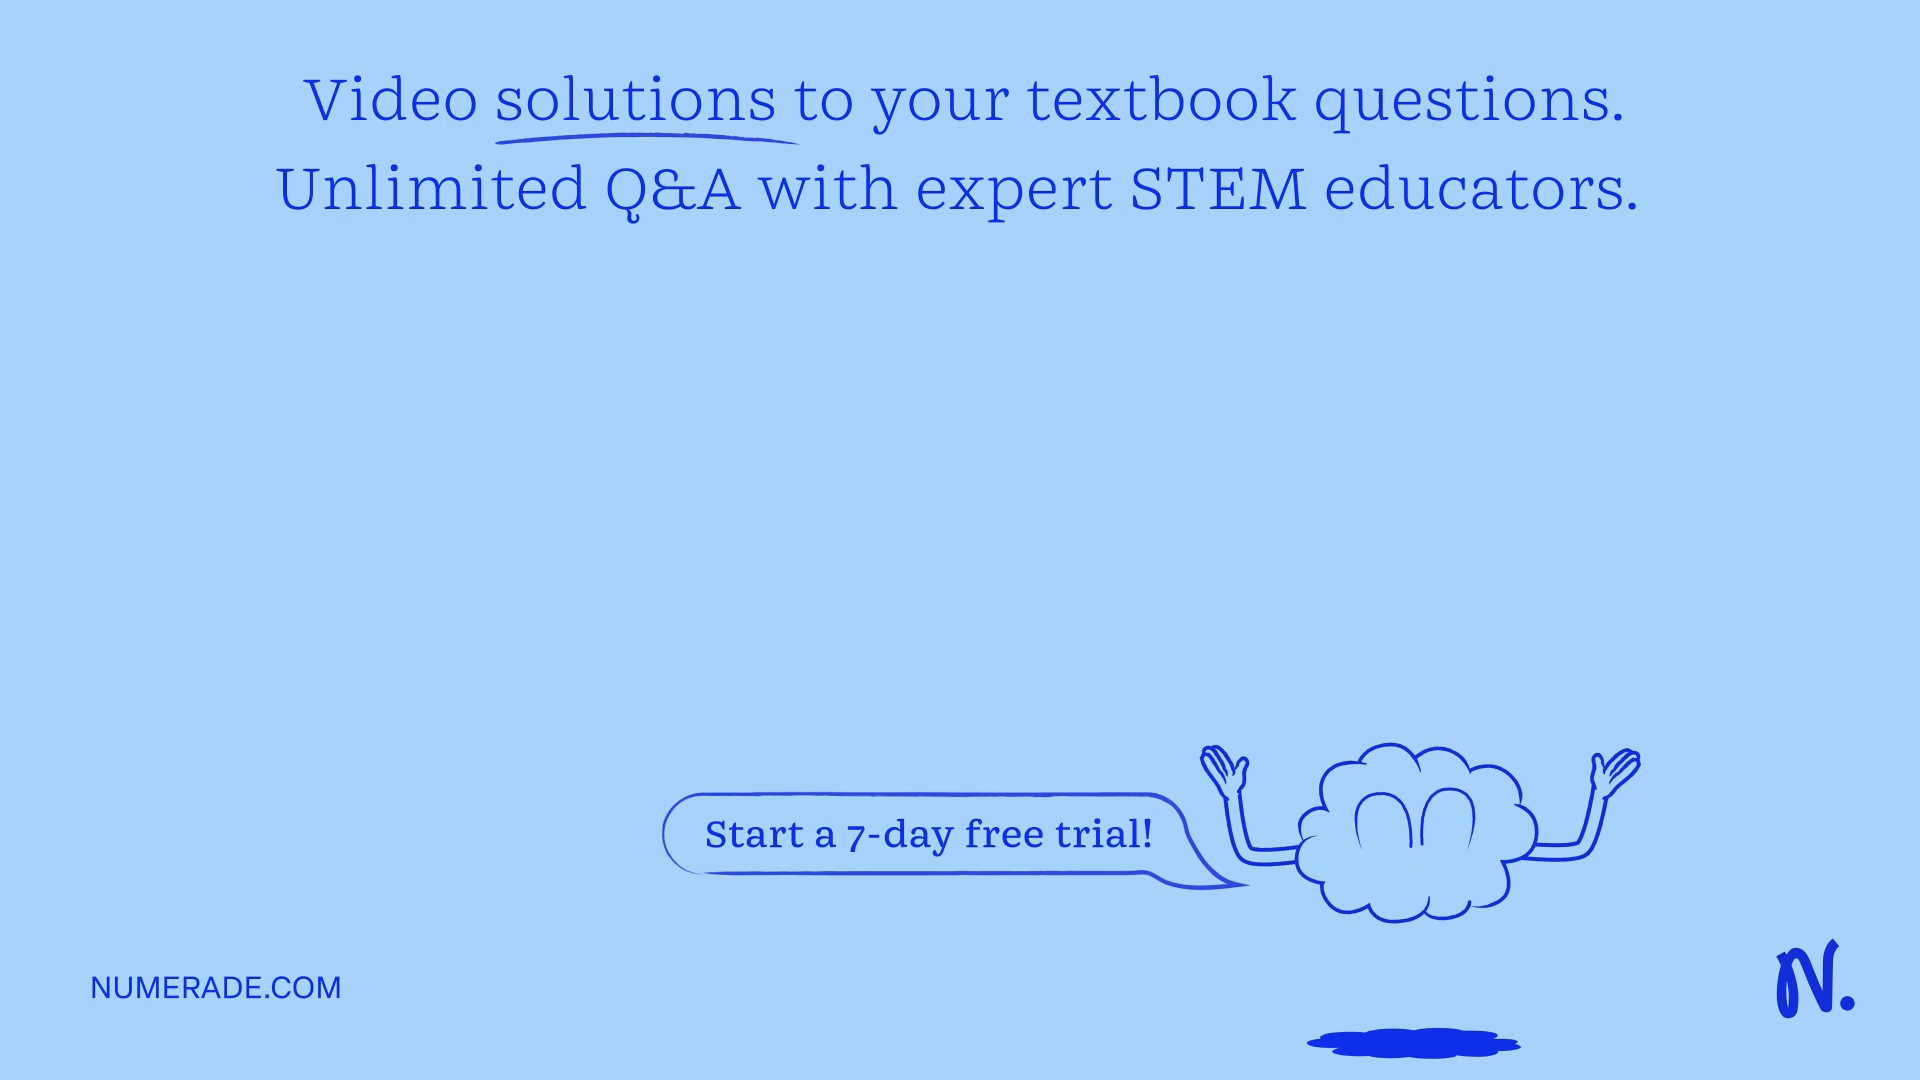 Video solutions to your textbook questions.
Unlimited Q&A with expert STEM educators.
Start a 7-day free trial!
NUMERADE.COM
N.